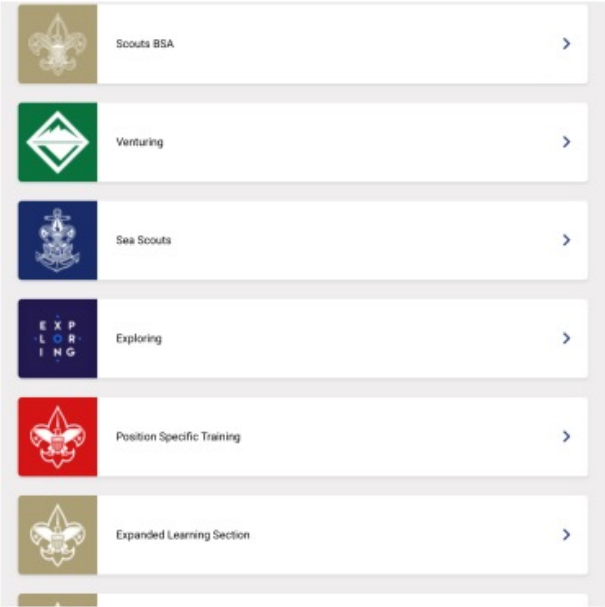 Scouts BSA
Venturing
Sea Scouts
E X P
L O R
I N G
Exploring
Position Specific Training
Expanded Learning Section